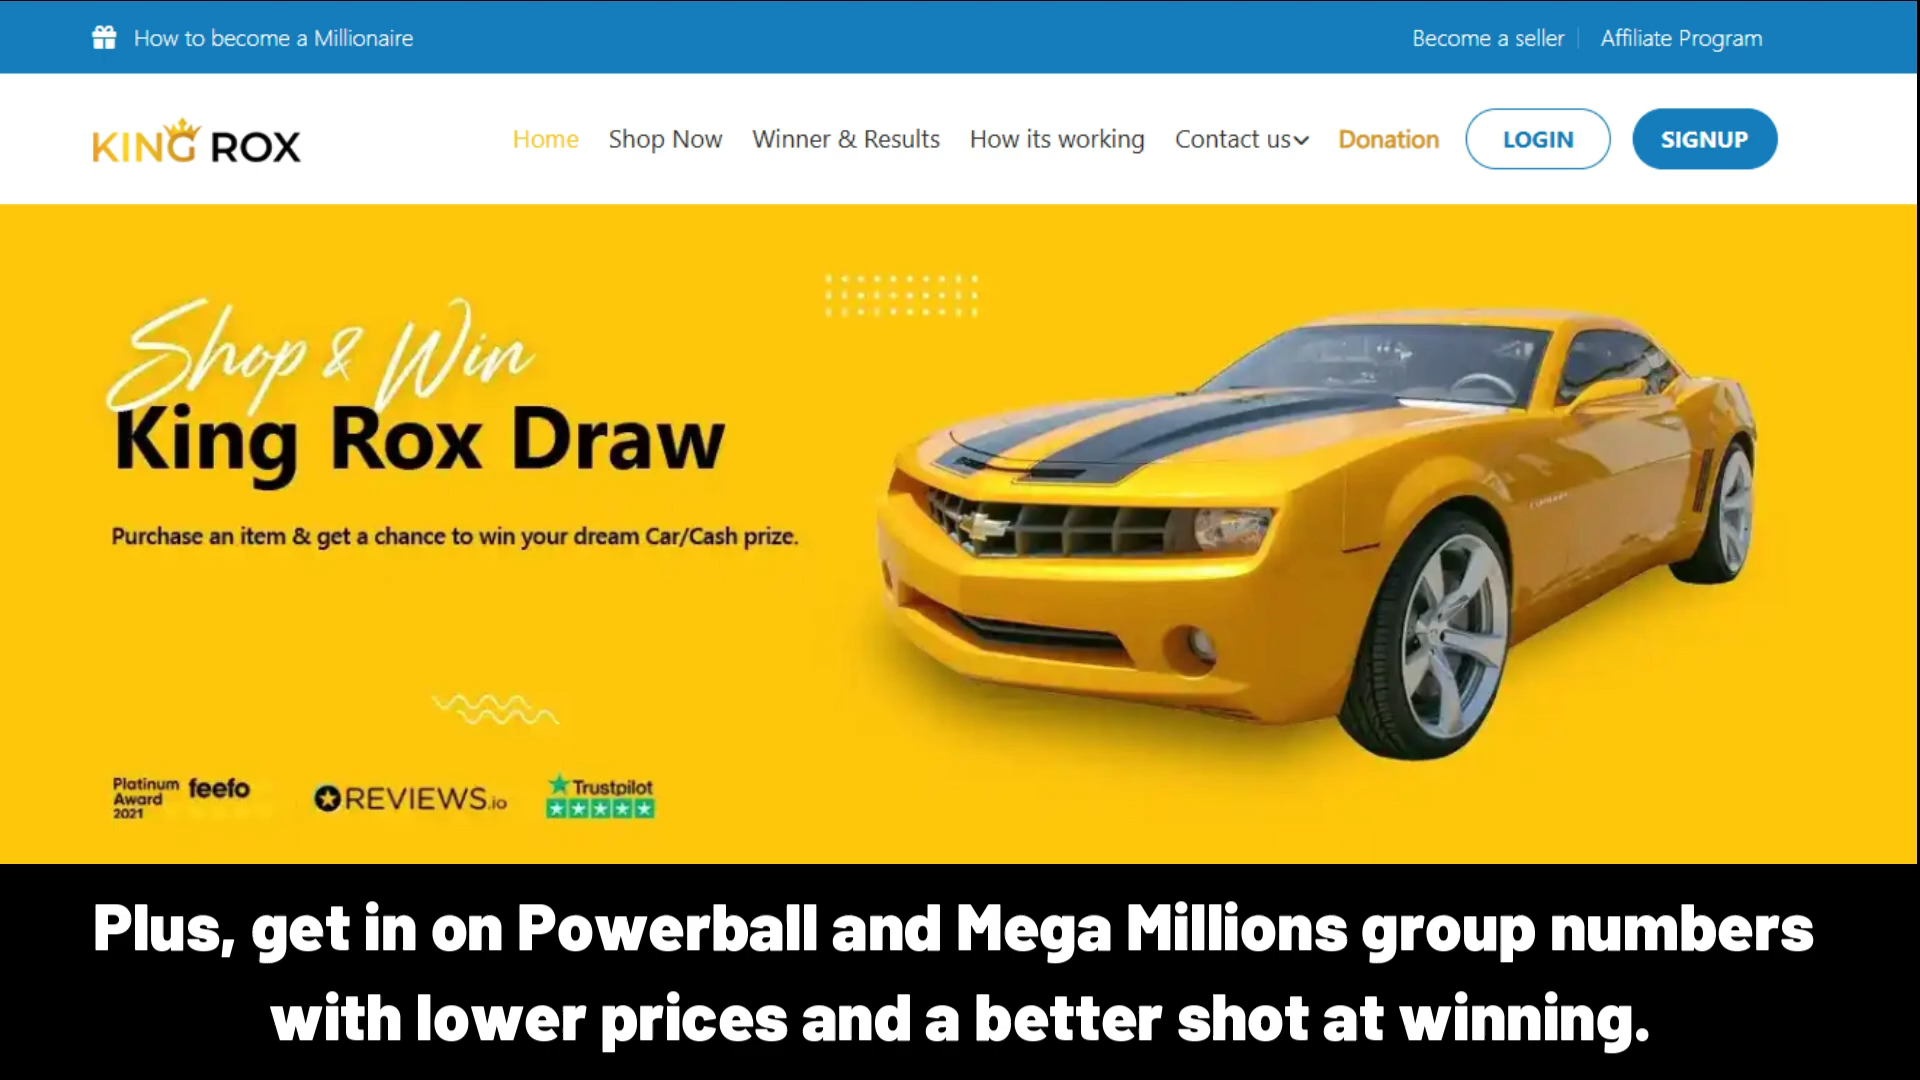 How to become a Millionaire
Become a seller
Affiliate Program
KING ROX
Home
Shop Now
Winner & Results
How its working
Contact us
Donation
LOGIN
SIGNUP
Shop & Win
King Rox Draw
Purchase an item & get a chance to win your dream Car/Cash prize.
Platinum
Award
2021
feefo
REVIEWS.io
Trustpilot
Plus, get in on Powerball and Mega Millions group numbers
with lower prices and a better shot at winning.